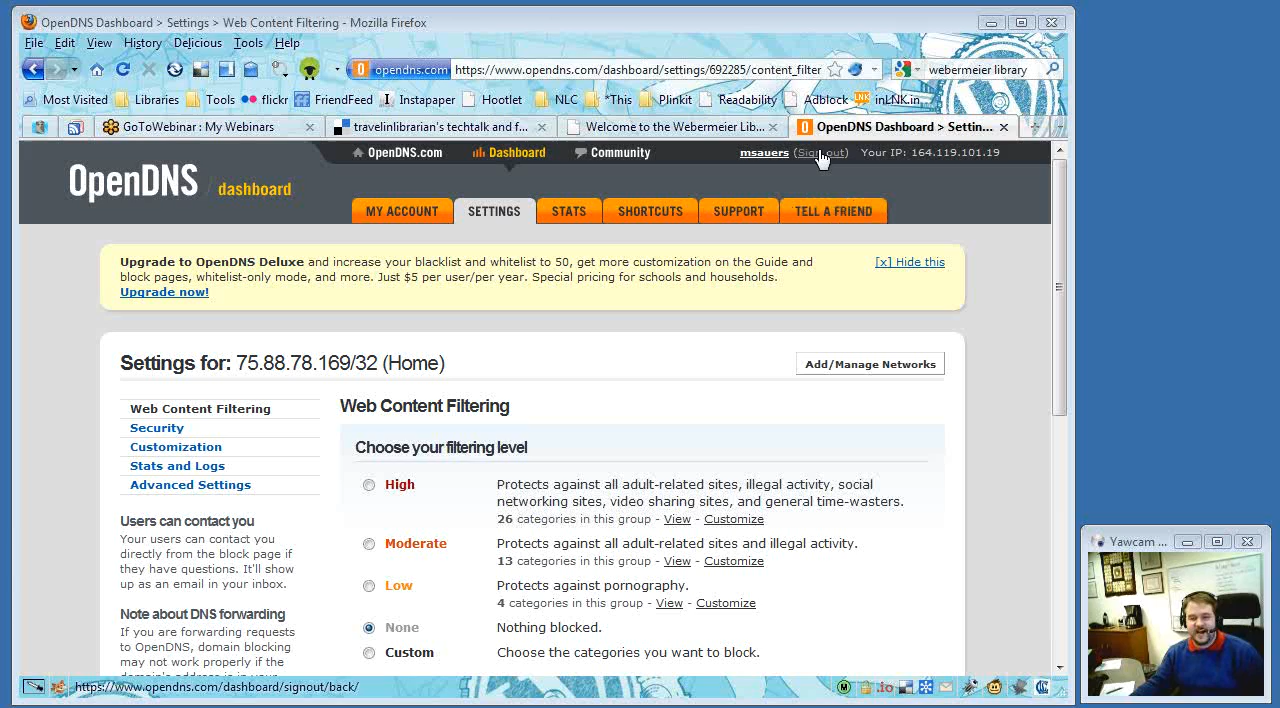 OpenDNS Dashboard > Settings > Web Content Filtering - Mozilla Firefox
File Edit View History Delicious Tools Help
opendns.com https://www.opendns.com/dashboard/settings/692285/content_filter webermeier library
Most Visited Libraries Tools flickr FriendFeed Instapaper Hootlet NLC *This Plinkit Readability Adblock inLNK.in
GoToWebinar : My Webinars travelinlibrarian's techtalk and f... Welcome to the Webermeier Lib... OpenDNS Dashboard > Settin...
OpenDNS.com Dashboard Community msauers (Sign out) Your IP: 164.119.101.19
OpenDNS / dashboard
MY ACCOUNT SETTINGS STATS SHORTCUTS SUPPORT TELL A FRIEND
Upgrade to OpenDNS Deluxe and increase your blacklist and whitelist to 50, get more customization on the Guide and
block pages, whitelist-only mode, and more. Just $5 per user/per year. Special pricing for schools and households.
Upgrade now!
[x] Hide this
Settings for: 75.88.78.169/32 (Home)
Add/Manage Networks
Web Content Filtering
Security
Customization
Stats and Logs
Advanced Settings
Users can contact you
Your users can contact you
directly from the block page if
they have questions. It'll show
up as an email in your inbox.
Note about DNS forwarding
If you are forwarding requests
to OpenDNS, domain blocking
may not work properly if the
domain's address is in your
Web Content Filtering
Choose your filtering level
High Protects against all adult-related sites, illegal activity, social
networking sites, video sharing sites, and general time-wasters.
26 categories in this group - View - Customize
Moderate Protects against all adult-related sites and illegal activity.
13 categories in this group - View - Customize
Low Protects against pornography.
4 categories in this group - View - Customize
None Nothing blocked.
Custom Choose the categories you want to block.
https://www.opendns.com/dashboard/signout/back/
Yawcam ...